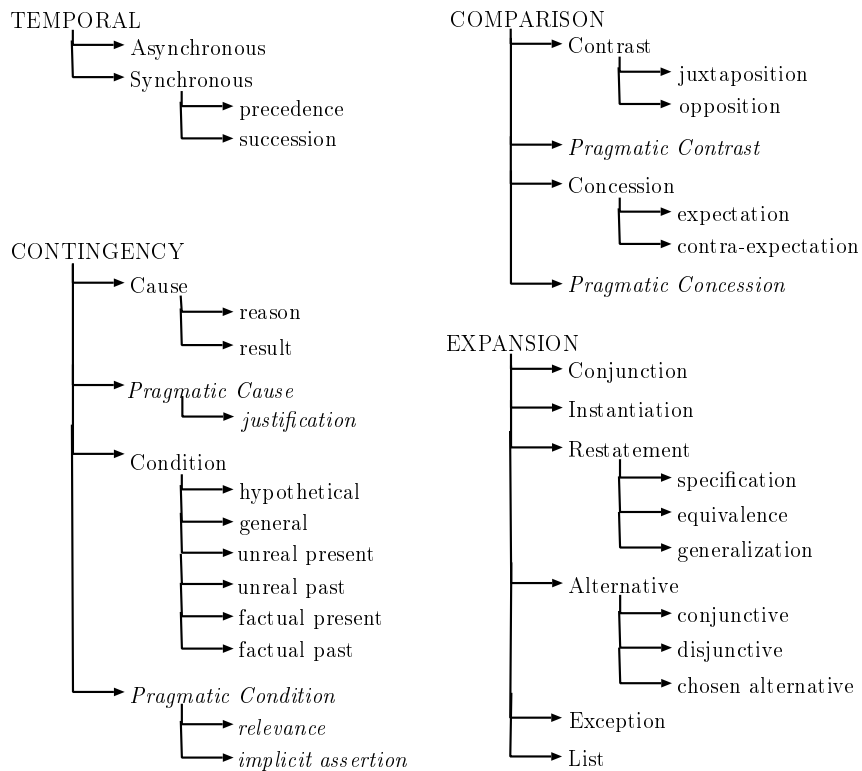 TEMPORAL
Asynchronous
Synchronous
precedence
succession
CONTINGENCY
Cause
reason
result
Pragmatic Cause
justification
Condition
hypothetical
general
unreal present
unreal past
factual present
factual past
Pragmatic Condition
relevance
implicit assertion
COMPARISON
Contrast
juxtaposition
opposition
Pragmatic Contrast
Concession
expectation
contra-expectation
Pragmatic Concession
EXPANSION
Conjunction
Instantiation
Restatement
specification
equivalence
generalization
Alternative
conjunctive
disjunctive
chosen alternative
Exception
List